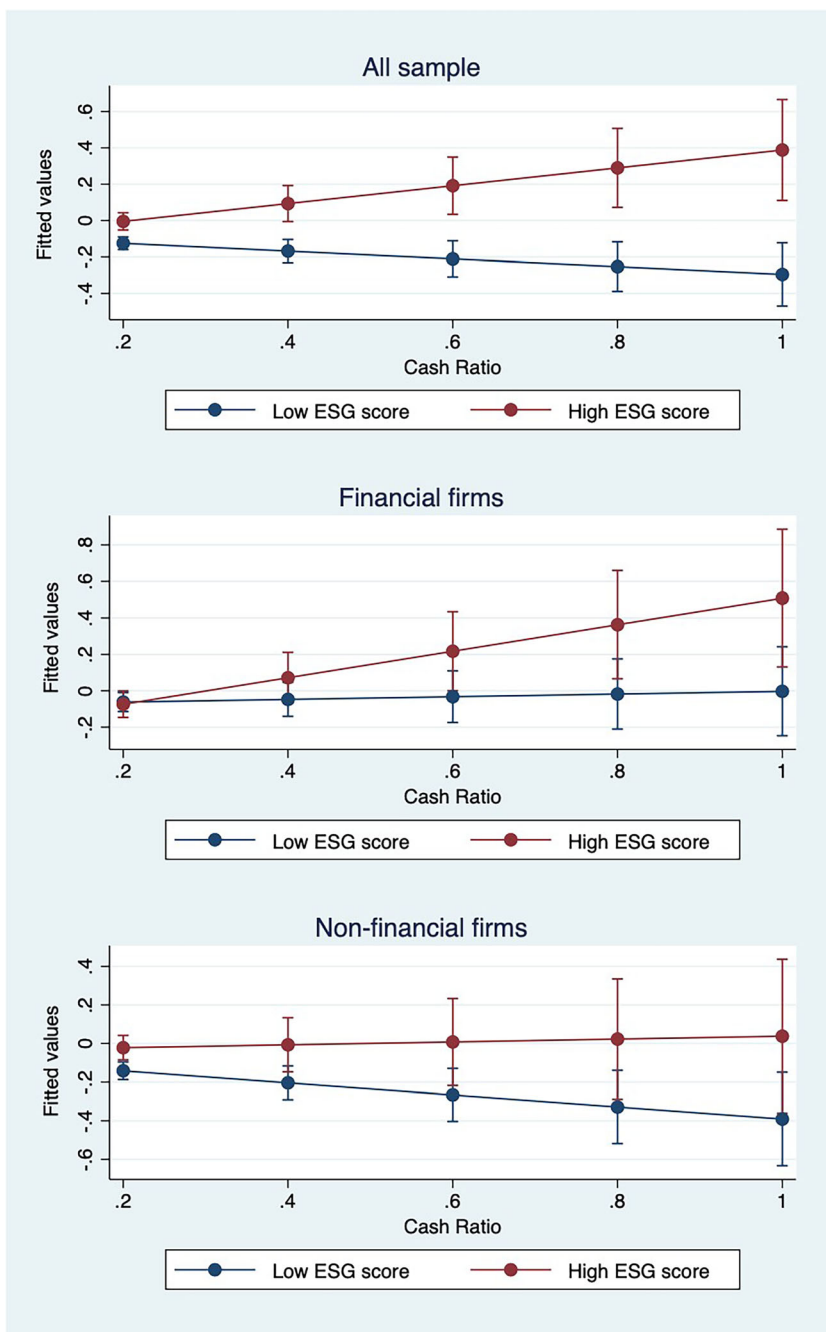 All sample
Fitted values
.6
.4
.2
0
-.2
-.4
.2 .4 .6 .8 1
Cash Ratio
Low ESG score High ESG score
Financial firms
Fitted values
.8
.6
.4
.2
0
-.2
.2 .4 .6 .8 1
Cash Ratio
Low ESG score High ESG score
Non-financial firms
Fitted values
.4
.2
0
-.2
-.4
-.6
.2 .4 .6 .8 1
Cash Ratio
Low ESG score High ESG score